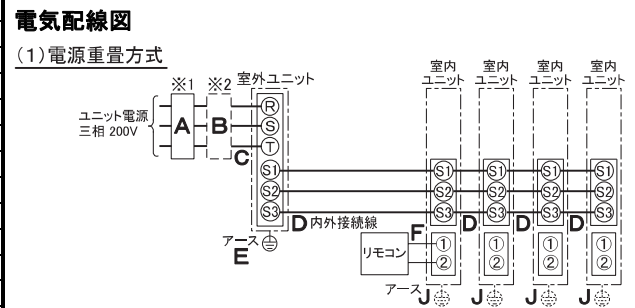 電気配線図
(1)電源重畳方式
※1 ※2 室外ユニット
室内 室内 室内 室内
ユニット ユニット ユニット ユニット
ユニット電源
三相 200V
A B
R
S
T
C
S1 S1 S1 S1 S1
S2 S2 S2 S2 S2
S3 S3 S3 S3 S3
D 内外接続線 D D D
アース
E
リモコン
F
① ① ① ①
② ② ② ②
アース J J J J